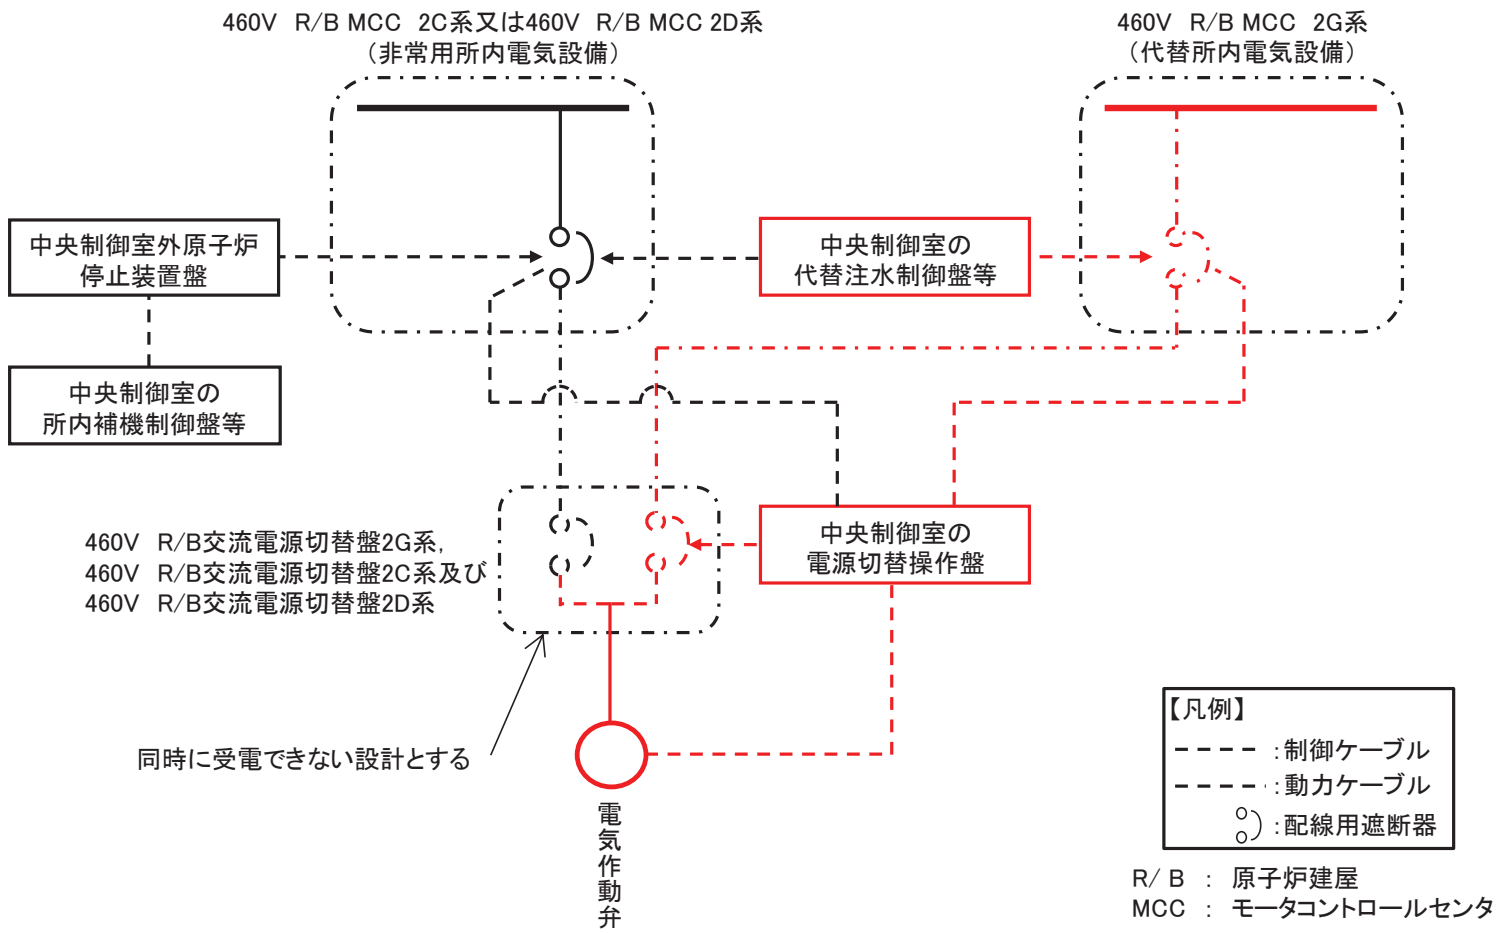 460V R/B MCC 2C系又は460V R/B MCC 2D系
（非常用所内電気設備）
460V R/B MCC 2G系
（代替所内電気設備）
中央制御室外原子炉
停止装置盤
中央制御室の
代替注水制御盤等
中央制御室の
所内補機制御盤等
460V R/B交流電源切替盤2G系,
460V R/B交流電源切替盤2C系及び
460V R/B交流電源切替盤2D系
中央制御室の
電源切替操作盤
同時に受電できない設計とする
電気作動弁
【凡例】
:制御ケーブル
:動力ケーブル
:配線用遮断器
R/ B : 原子炉建屋
MCC : モータコントロールセンタ